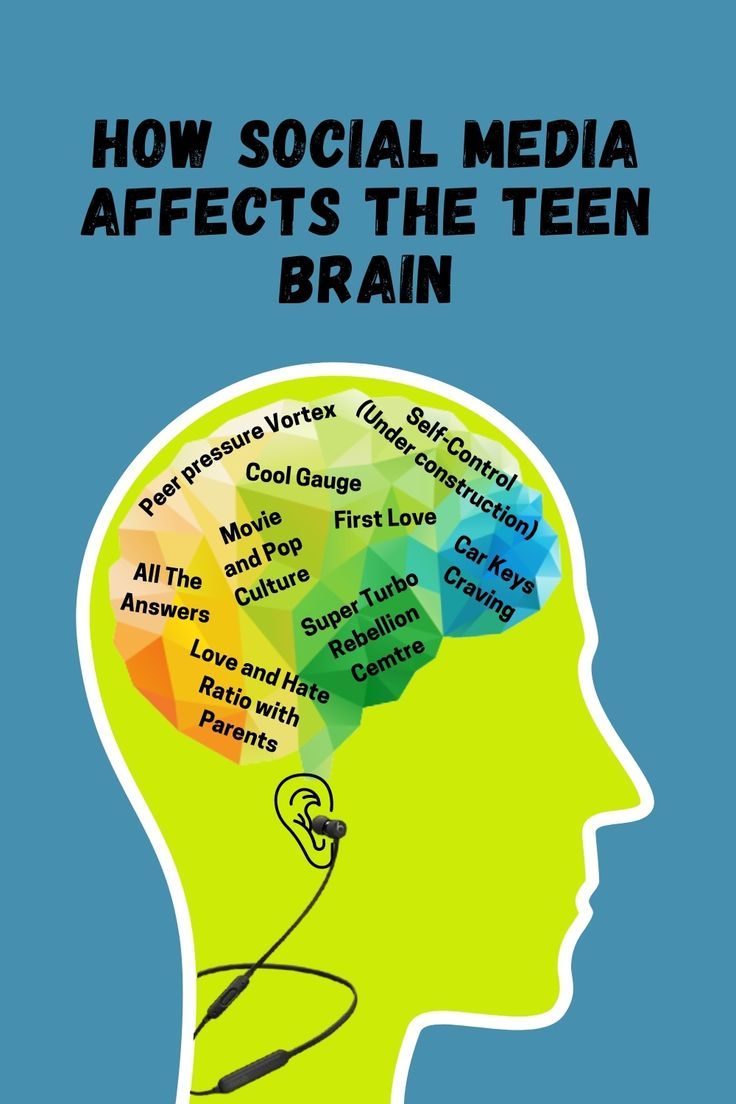 HOW SOCIAL MEDIA
AFFECTS THE TEEN
BRAIN
Peer pressure Vortex
Self-Control
(Under construction)
Cool Gauge
First Love
Movie
and Pop
Culture
Car Keys
Craving
All The
Answers
Super Turbo
Rebellion
Cemtre
Love and Hate
Ratio with
Parents